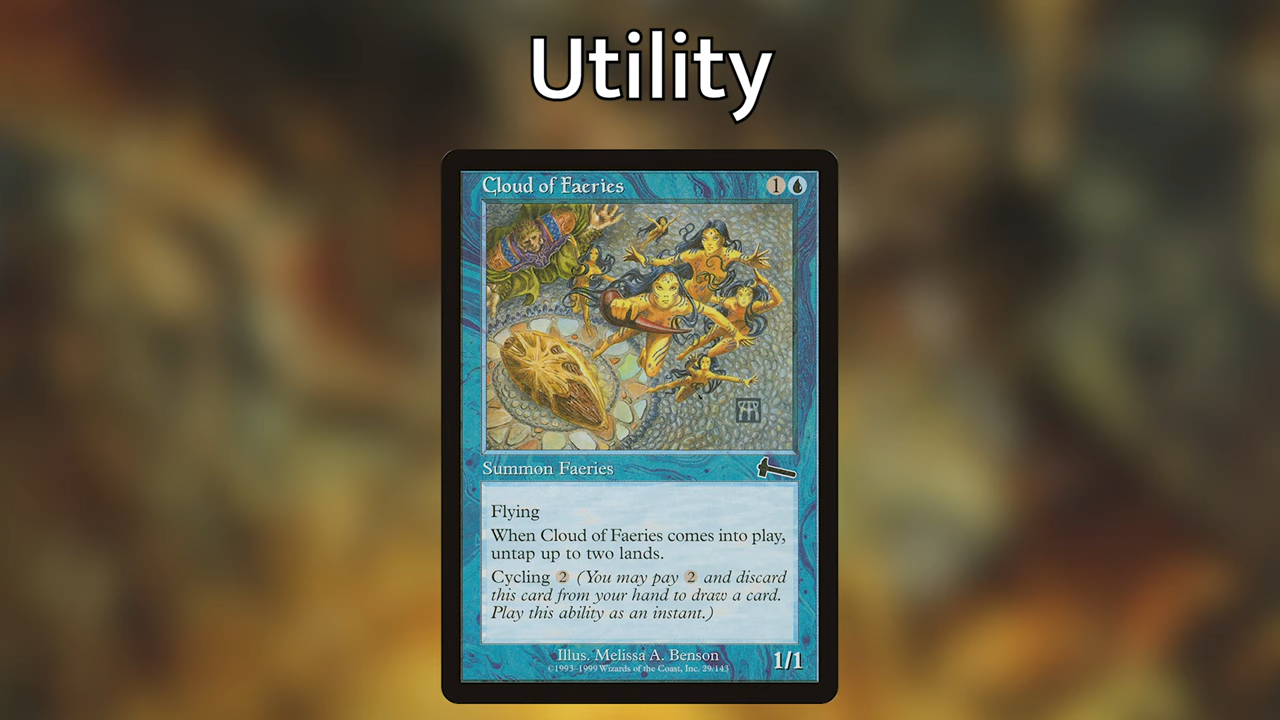 Utility
Cloud of Faeries 1
Summon Faeries
Flying
When Cloud of Faeries comes into play,
untap up to two lands.
Cycling 2 (You may pay 2 and discard
this card from your hand to draw a card.
Play this ability as an instant.)
Illus. Melissa A. Benson
©1993–1999 Wizards of the Coast, Inc. 29/143
1/1